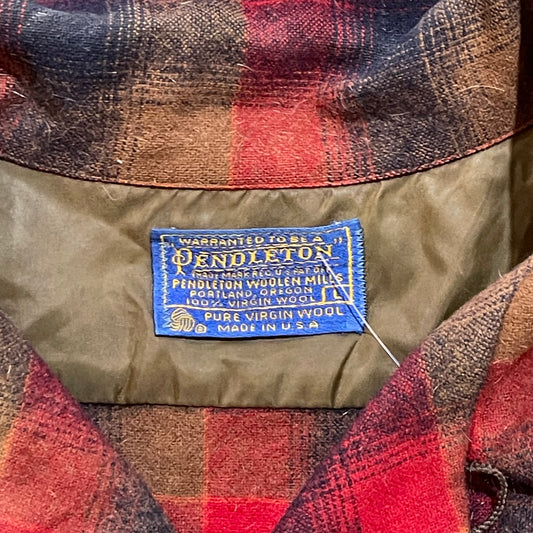 "WARRANTED TO BE A
PENDLETON"
TRADE MARK REG. U.S. PAT. OFF.
PENDLETON WOOLEN MILLS
PORTLAND, OREGON
100% VIRGIN WOOL L
PURE VIRGIN WOOL
MADE IN U.S.A